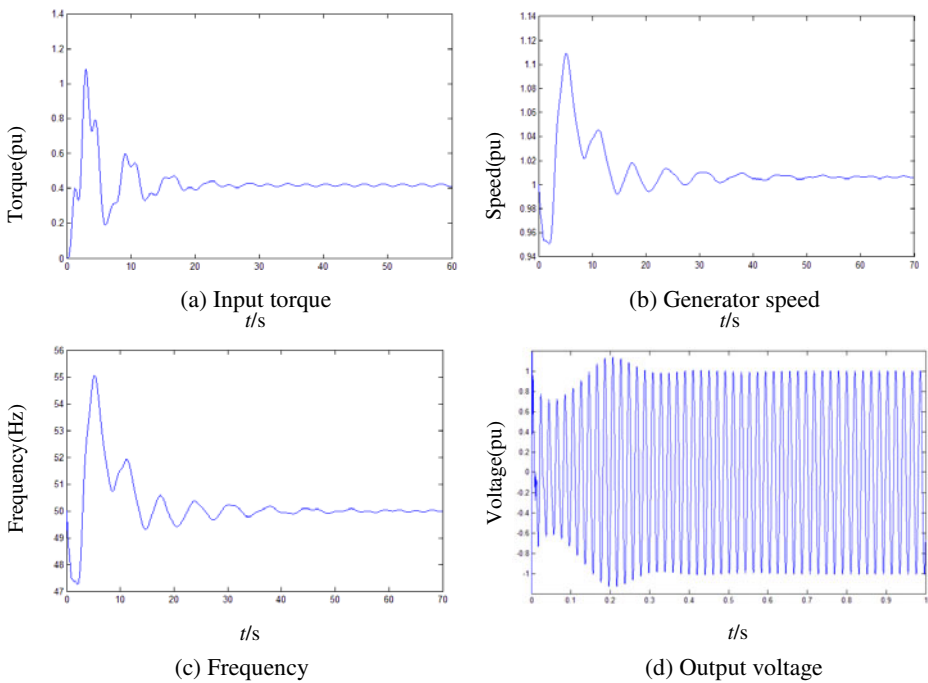 1.4
1.2
1
0.8
0.6
0.4
0.2
0
Torque(pu)
0 10 20 30 40 50 60
(a) Input torque
t/s
1.14
1.12
1.1
1.08
1.06
1.04
1.02
1
0.98
0.96
0.94
Speed(pu)
0 10 20 30 40 50 60 70
(b) Generator speed
t/s
56
55
54
53
52
51
50
49
48
47
Frequency(Hz)
0 10 20 30 40 50 60 70
t/s
(c) Frequency
1
0.8
0.6
0.4
0.2
0
-0.2
-0.4
-0.6
-0.8
-1
Voltage(pu)
0 0.1 0.2 0.3 0.4 0.5 0.6 0.7 0.8 0.9 1
t/s
(d) Output voltage